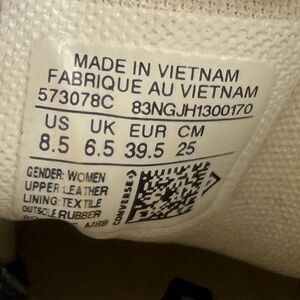 MADE IN VIETNAM
FABRIQUE AU VIETNAM
573078C 83NGJH1300170
US UK EUR CM
8.5 6.5 39.5 25
GENDER: WOMEN
UPPER: LEATHER
LINING: TEXTILE
OUTSOLE: RUBBER
CONVERSE